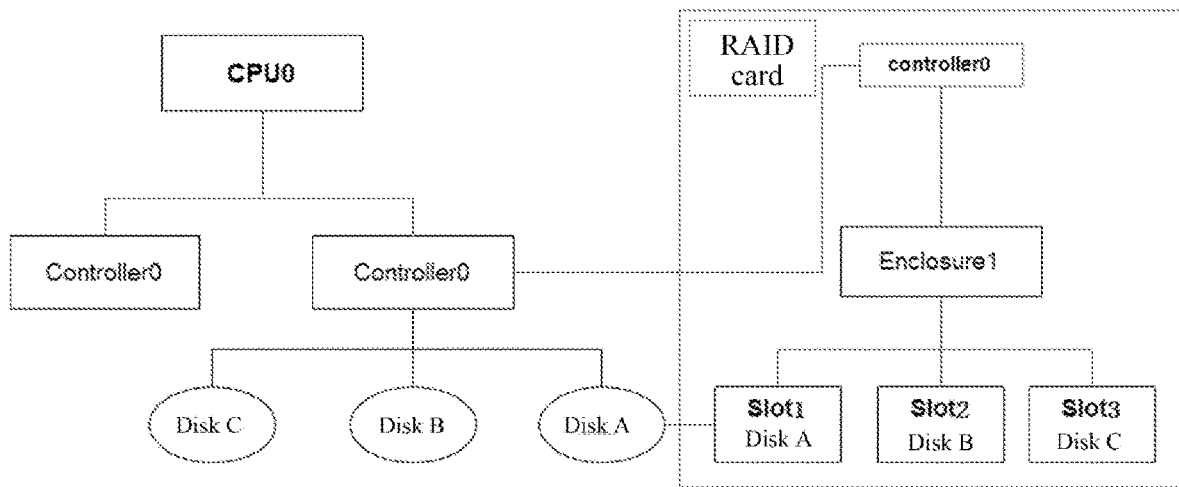 CPU0
RAID
card
controller0
Controller0
Controller0
Enclosure1
Disk C
Disk B
Disk A
Slot1
Disk A
Slot2
Disk B
Slot3
Disk C